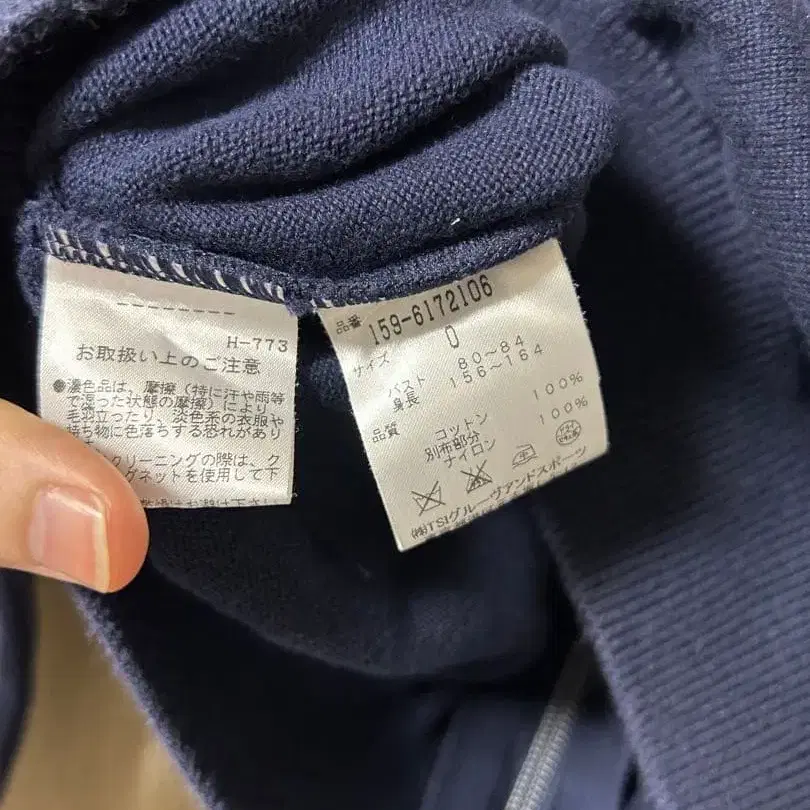 H-773
お取扱い上のご注意
●濃色品は、摩擦（特に汗や雨等
で湿った状態の摩擦）により
毛羽立ったり、淡色系の衣服や
持ち物に色落ちする恐れがあり
クリーニングの際は、ク
グネットを使用して下
品番 159-6172106
サイズ 0
バスト 80～84
身長 156～164
品質 コットン 100%
別布部分
ナイロン 100%
ドライ
(株)TSIグルーヴアンドスポーツ